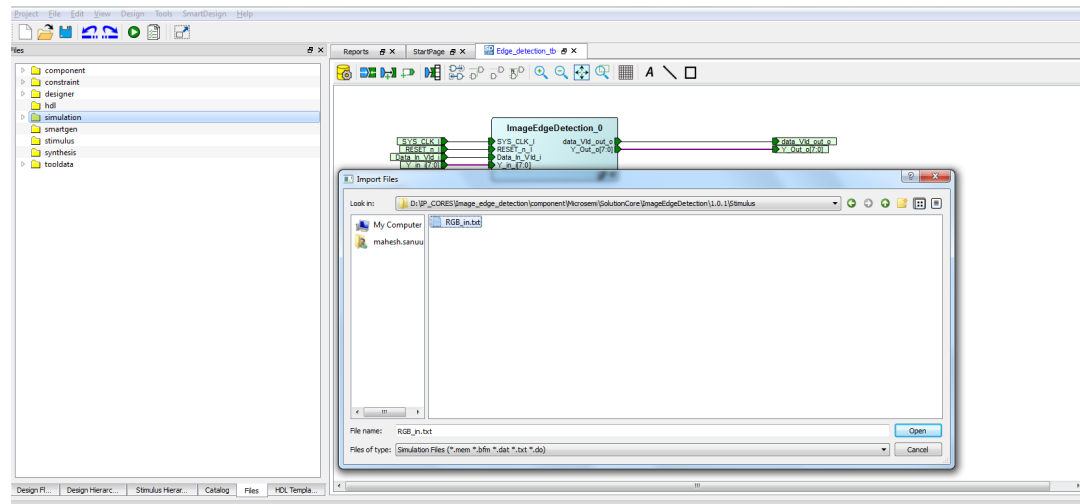 Project File Edit View Design Tools SmartDesign Help
Files
Reports StartPage Edge_detection_tb
component
constraint
designer
hdl
simulation
smartgen
stimulus
synthesis
tooldata
A
ImageEdgeDetection_0
SYS_CLK_I SYS_CLK_I data_Vld_out_o data_Vld_out_o
RESET_n_I RESET_n_I Y_Out_o[7:0] Y_Out_o[7:0]
Data_In_Vld_i Data_In_Vld_i
Y_in_i[7:0] Y_in_i[7:0]
Import Files
Look in: D:\IP_CORES\Image_edge_detection\component\Microsemi\SolutionCore\ImageEdgeDetection\1.0.1\Stimulus
My Computer
mahesh.sanuu
RGB_in.txt
File name: RGB_in.txt Open
Files of type: Simulation Files (*.mem *.bfm *.dat *.txt *.do) Cancel
Design Fl... Design Hierarc... Stimulus Hierar... Catalog Files HDL Templa...